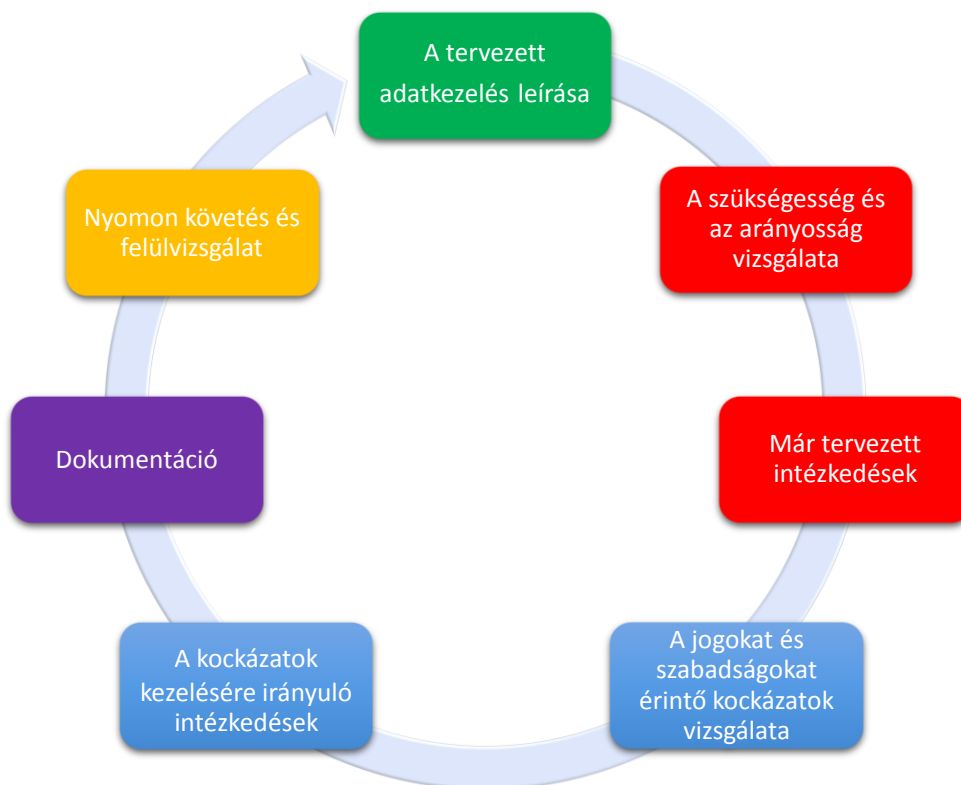 A tervezett
adatkezelés leírása
A szükségesség és
az arányosság
vizsgálata
Már tervezett
intézkedések
A jogokat és
szabadságokat
érintő kockázatok
vizsgálata
A kockázatok
kezelésére irányuló
intézkedések
Dokumentáció
Nyomon követés és
felülvizsgálat